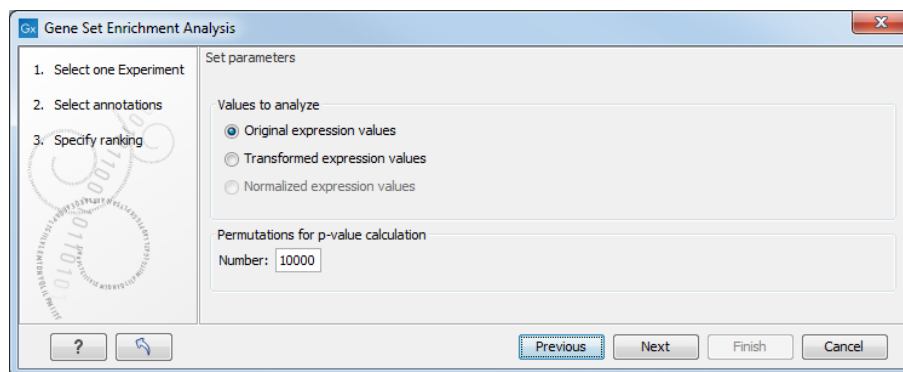 Gx Gene Set Enrichment Analysis
1. Select one Experiment
2. Select annotations
3. Specify ranking
Set parameters
Values to analyze
Original expression values
Transformed expression values
Normalized expression values
Permutations for p-value calculation
Number: 10000
?
Previous
Next
Finish
Cancel